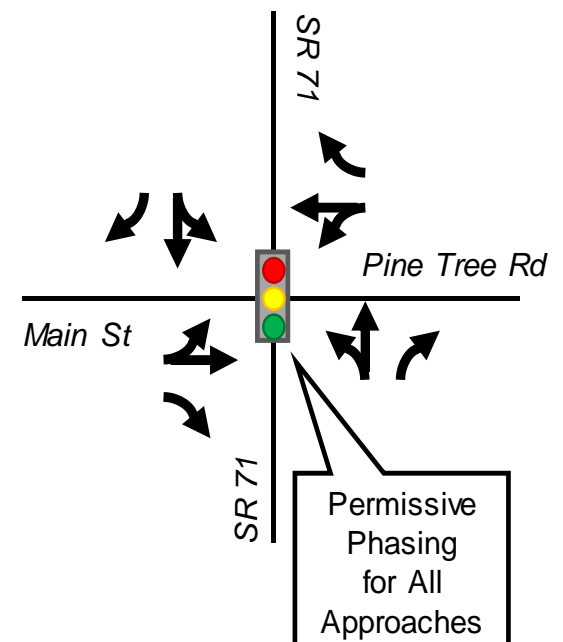 SR 71
Pine Tree Rd
Main St
SR 71
Permissive
Phasing
for All
Approaches